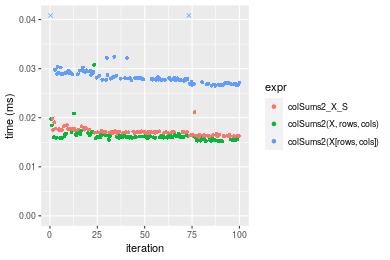 time (ms)
0.04
0.03
0.02
0.01
0.00
0
25
50
75
100
iteration
expr
colSums2_X_S
colSums2(X, rows, cols)
colSums2(X[rows, cols])